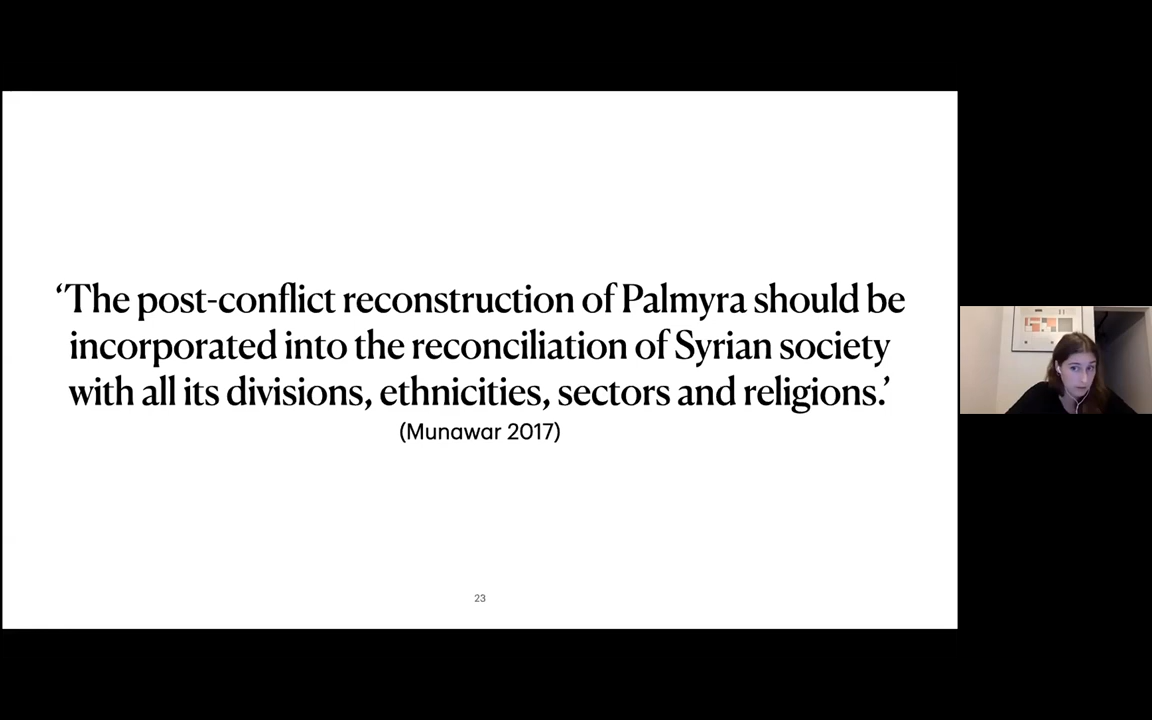 ‘The post-conflict reconstruction of Palmyra should be
incorporated into the reconciliation of Syrian society
with all its divisions, ethnicities, sectors and religions.’
(Munawar 2017)
23